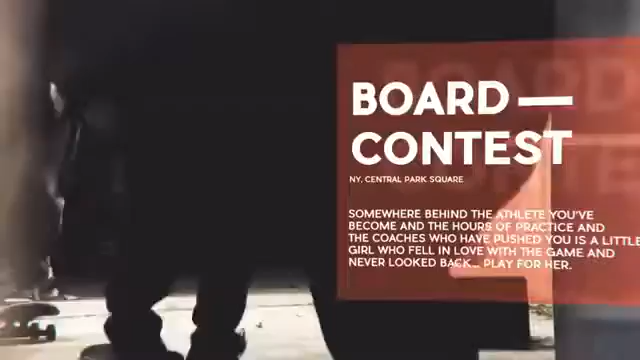 BOARD—
CONTEST
NY, CENTRAL PARK SQUARE
SOMEWHERE BEHIND THE ATHLETE YOU'VE
BECOME AND THE HOURS OF PRACTICE AND
THE COACHES WHO HAVE PUSHED YOU IS A LITTLE
GIRL WHO FELL IN LOVE WITH THE GAME AND
NEVER LOOKED BACK... PLAY FOR HER.
1